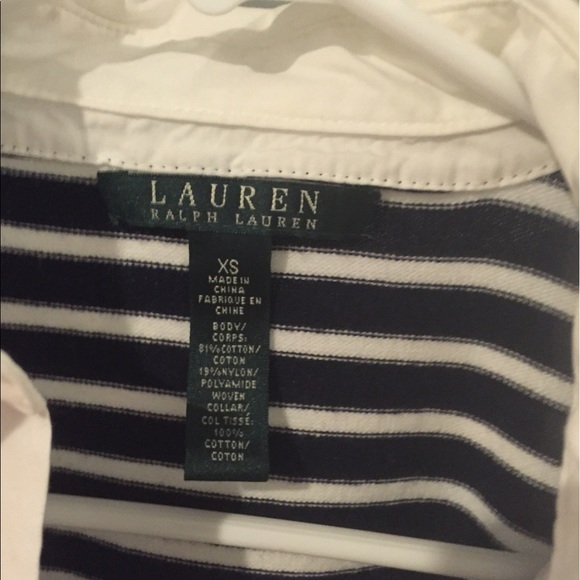 LAUREN
RALPH LAUREN
XS
MADE IN
CHINA
FABRIQUE EN
CHINE
BODY/
CORPS:
81% COTTON/
COTON
19% NYLON/
POLYAMIDE
WOVEN
COLLAR/
COL TISSÉ:
100%
COTTON/
COTON